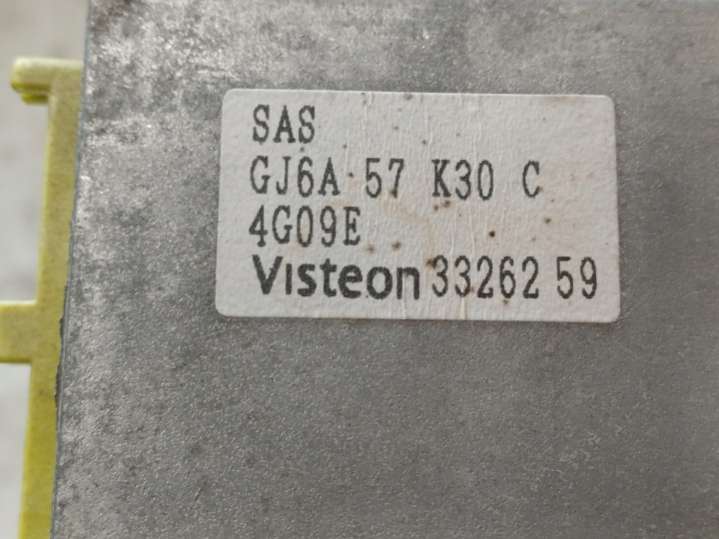 SAS
GJ6A 57 K30 C
4G09E
Visteon 33262 59